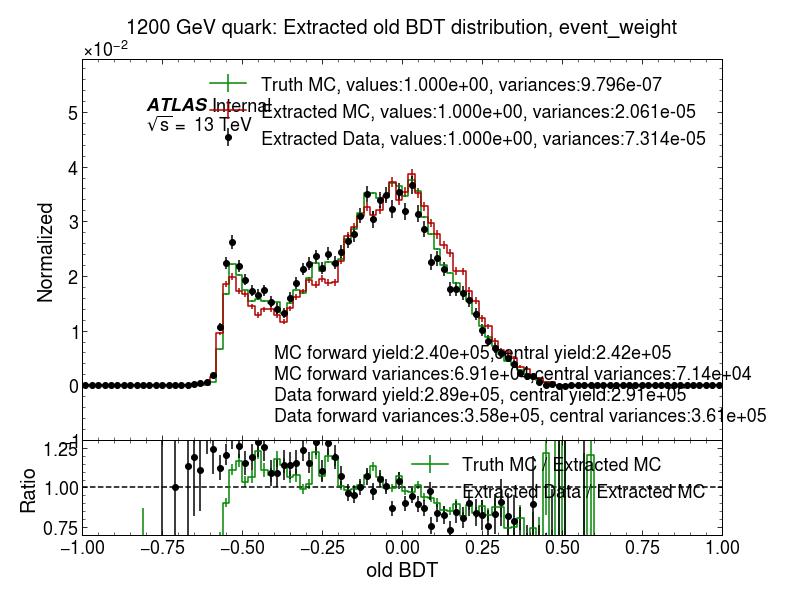 1200 GeV quark: Extracted old BDT distribution, event_weight
×10⁻²
Truth MC, values:1.000e+00, variances:9.796e-07
ATLAS Internal
Extracted MC, values:1.000e+00, variances:2.061e-05
√s = 13 TeV
Extracted Data, values:1.000e+00, variances:7.314e-05
5
4
3
2
1
0
Normalized
MC forward yield:2.40e+05, central yield:2.42e+05
MC forward variances:6.91e+04, central variances:7.14e+04
Data forward yield:2.89e+05, central yield:2.91e+05
Data forward variances:3.58e+05, central variances:3.61e+05
1.25
1.00
0.75
Ratio
Truth MC / Extracted MC
Extracted Data / Extracted MC
−1.00 −0.75 −0.50 −0.25 0.00 0.25 0.50 0.75 1.00
old BDT